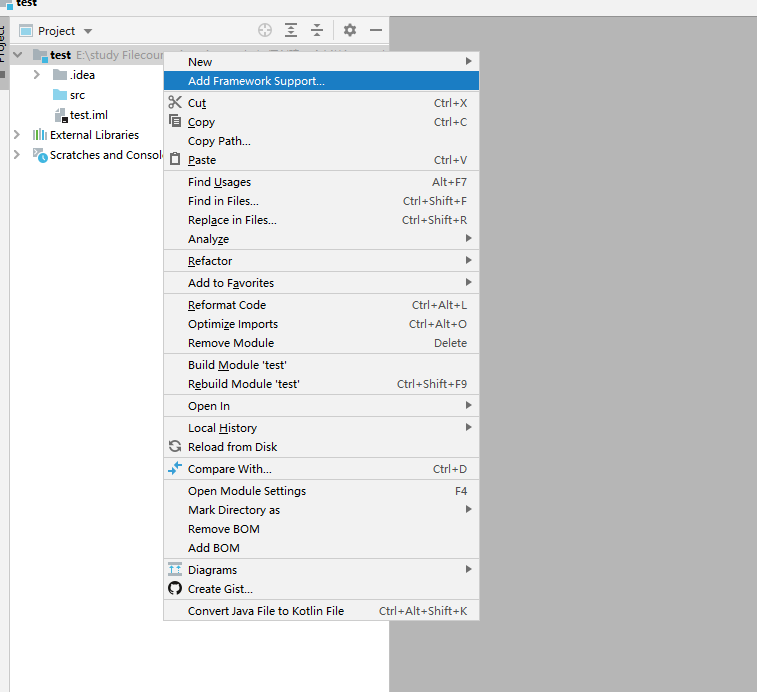 test
Project
Project
test E:\study Filecour
.idea
src
test.iml
External Libraries
Scratches and Consol
New
Add Framework Support...
Cut Ctrl+X
Copy Ctrl+C
Copy Path...
Paste Ctrl+V
Find Usages Alt+F7
Find in Files... Ctrl+Shift+F
Replace in Files... Ctrl+Shift+R
Analyze
Refactor
Add to Favorites
Reformat Code Ctrl+Alt+L
Optimize Imports Ctrl+Alt+O
Remove Module Delete
Build Module 'test'
Rebuild Module 'test' Ctrl+Shift+F9
Open In
Local History
Reload from Disk
Compare With... Ctrl+D
Open Module Settings F4
Mark Directory as
Remove BOM
Add BOM
Diagrams
Create Gist...
Convert Java File to Kotlin File Ctrl+Alt+Shift+K